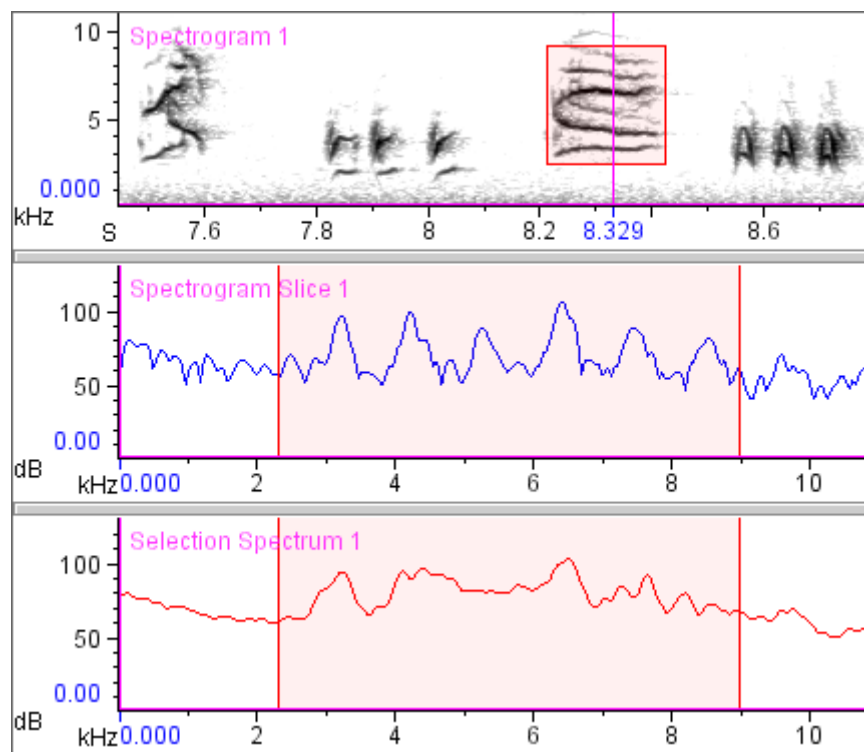 10
Spectrogram 1
5
0.000
kHz
S 7.6 7.8 8 8.2 8.329 8.6
Spectrogram Slice 1
100
50
0.00
dB
kHz 0.000 2 4 6 8 10
Selection Spectrum 1
100
50
0.00
dB
kHz 0.000 2 4 6 8 10